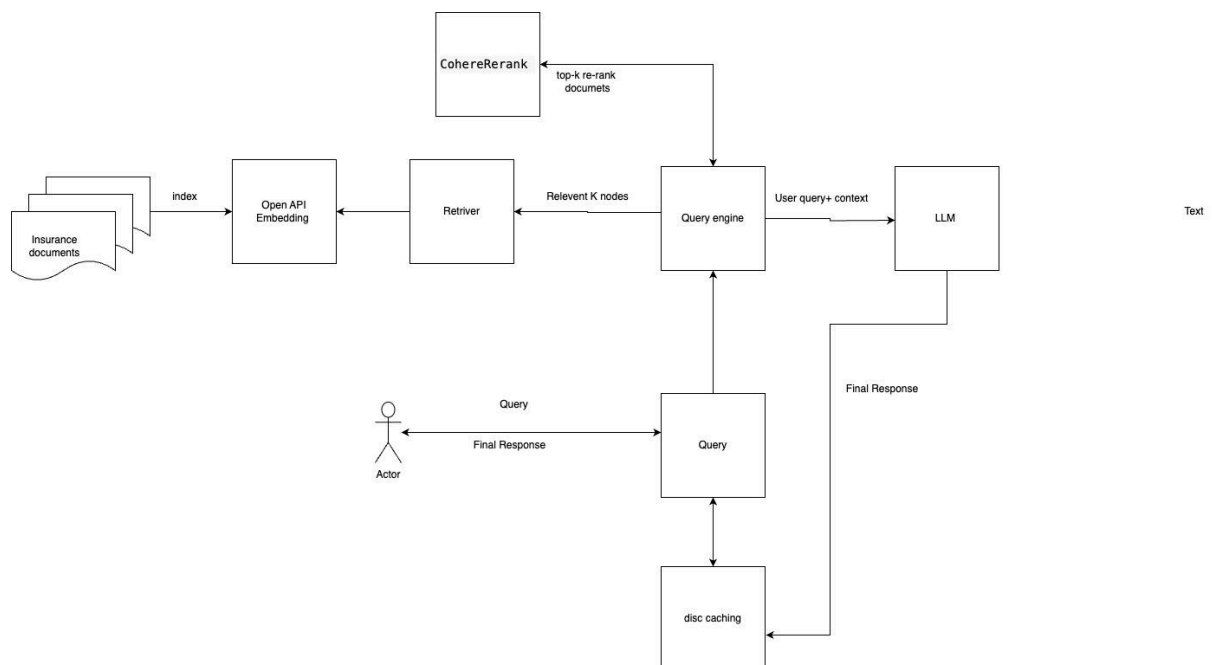 CohereRerank
top-k re-rank
documets
index
Open API
Embedding
Retriver
Relevent K nodes
Query engine
User query+ context
LLM
Text
Insurance
documents
Final Response
Query
Final Response
Query
Actor
disc caching